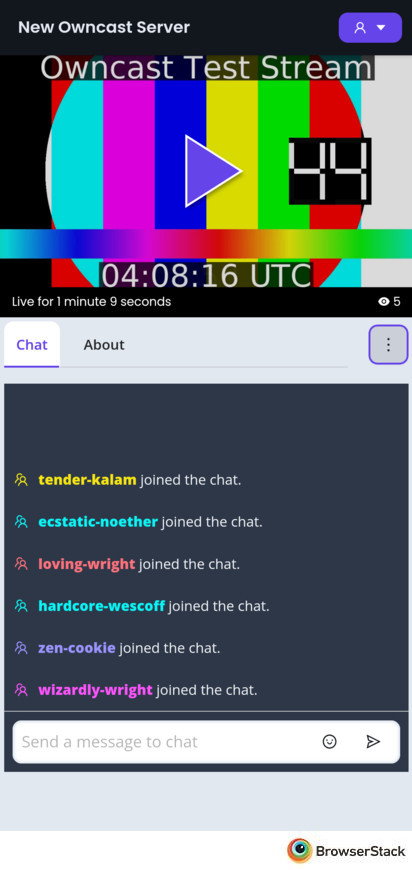 New Owncast Server
Owncast Test Stream
44
04:08:16 UTC
Live for 1 minute 9 seconds
5
Chat
About
tender-kalam joined the chat.
ecstatic-noether joined the chat.
loving-wright joined the chat.
hardcore-wescoff joined the chat.
zen-cookie joined the chat.
wizardly-wright joined the chat.
Send a message to chat
BrowserStack